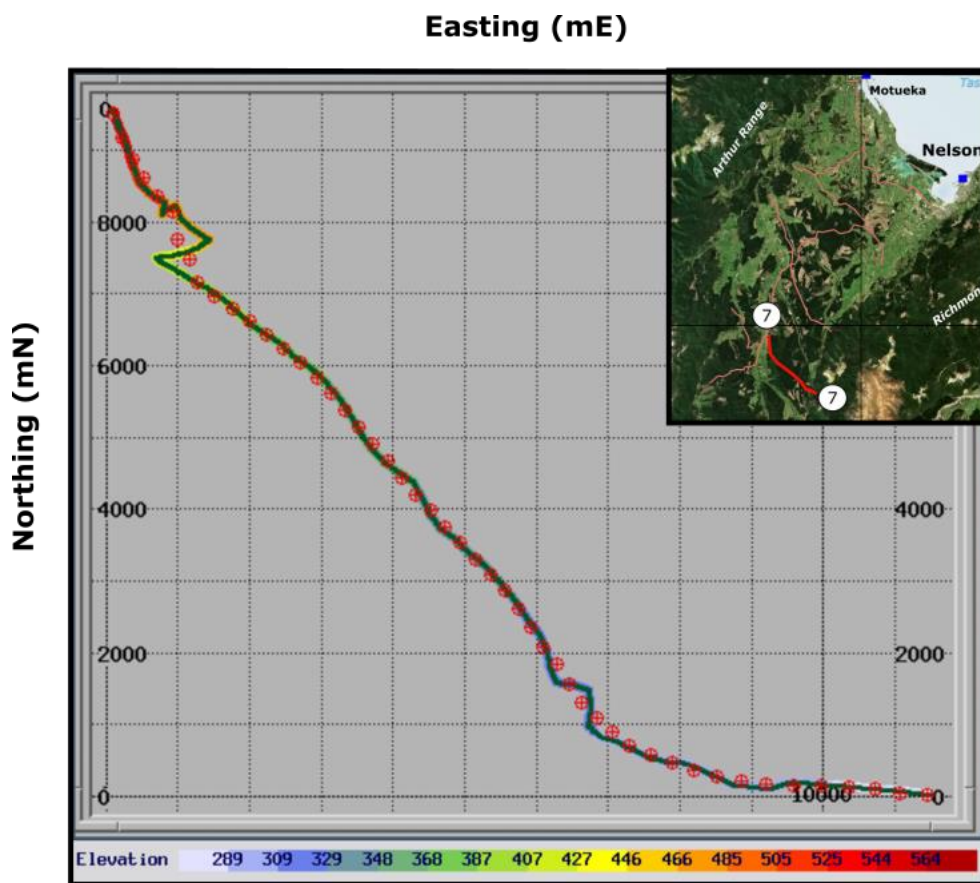 Easting (mE)
Northing (mN)
0
8000
6000
4000
4000
2000
2000
0
10000
0
Motueka
Tas
Arthur Range
Nelson
Richmon
7
7
Elevation 289 309 329 348 368 387 407 427 446 466 485 505 525 544 564